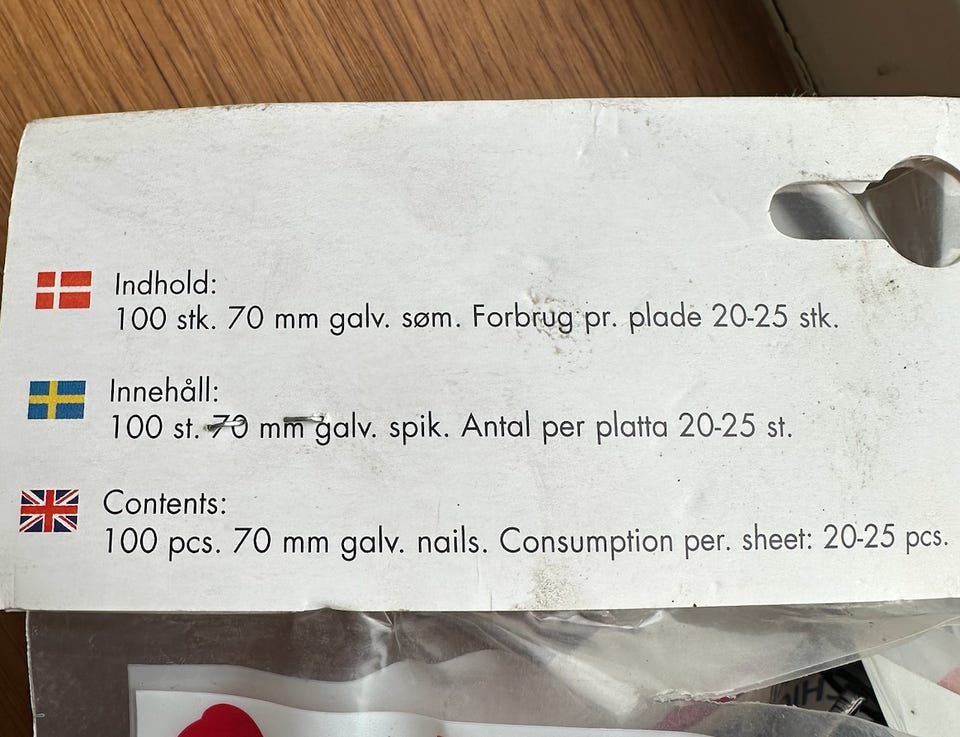 Indhold:
100 stk. 70 mm galv. søm. Forbrug pr. plade 20-25 stk.
Innehåll:
100 st. 70 mm galv. spik. Antal per platta 20-25 st.
Contents:
100 pcs. 70 mm galv. nails. Consumption per. sheet: 20-25 pcs.